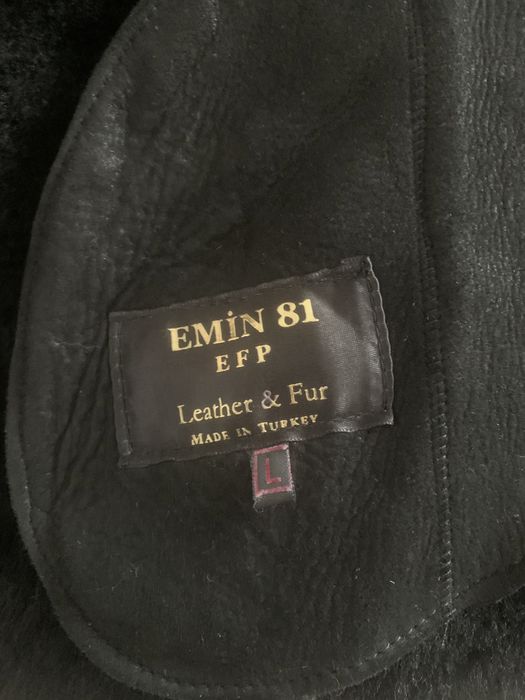 EMİN 81
EFP
Leather & Fur
MADE IN TURKEY
L